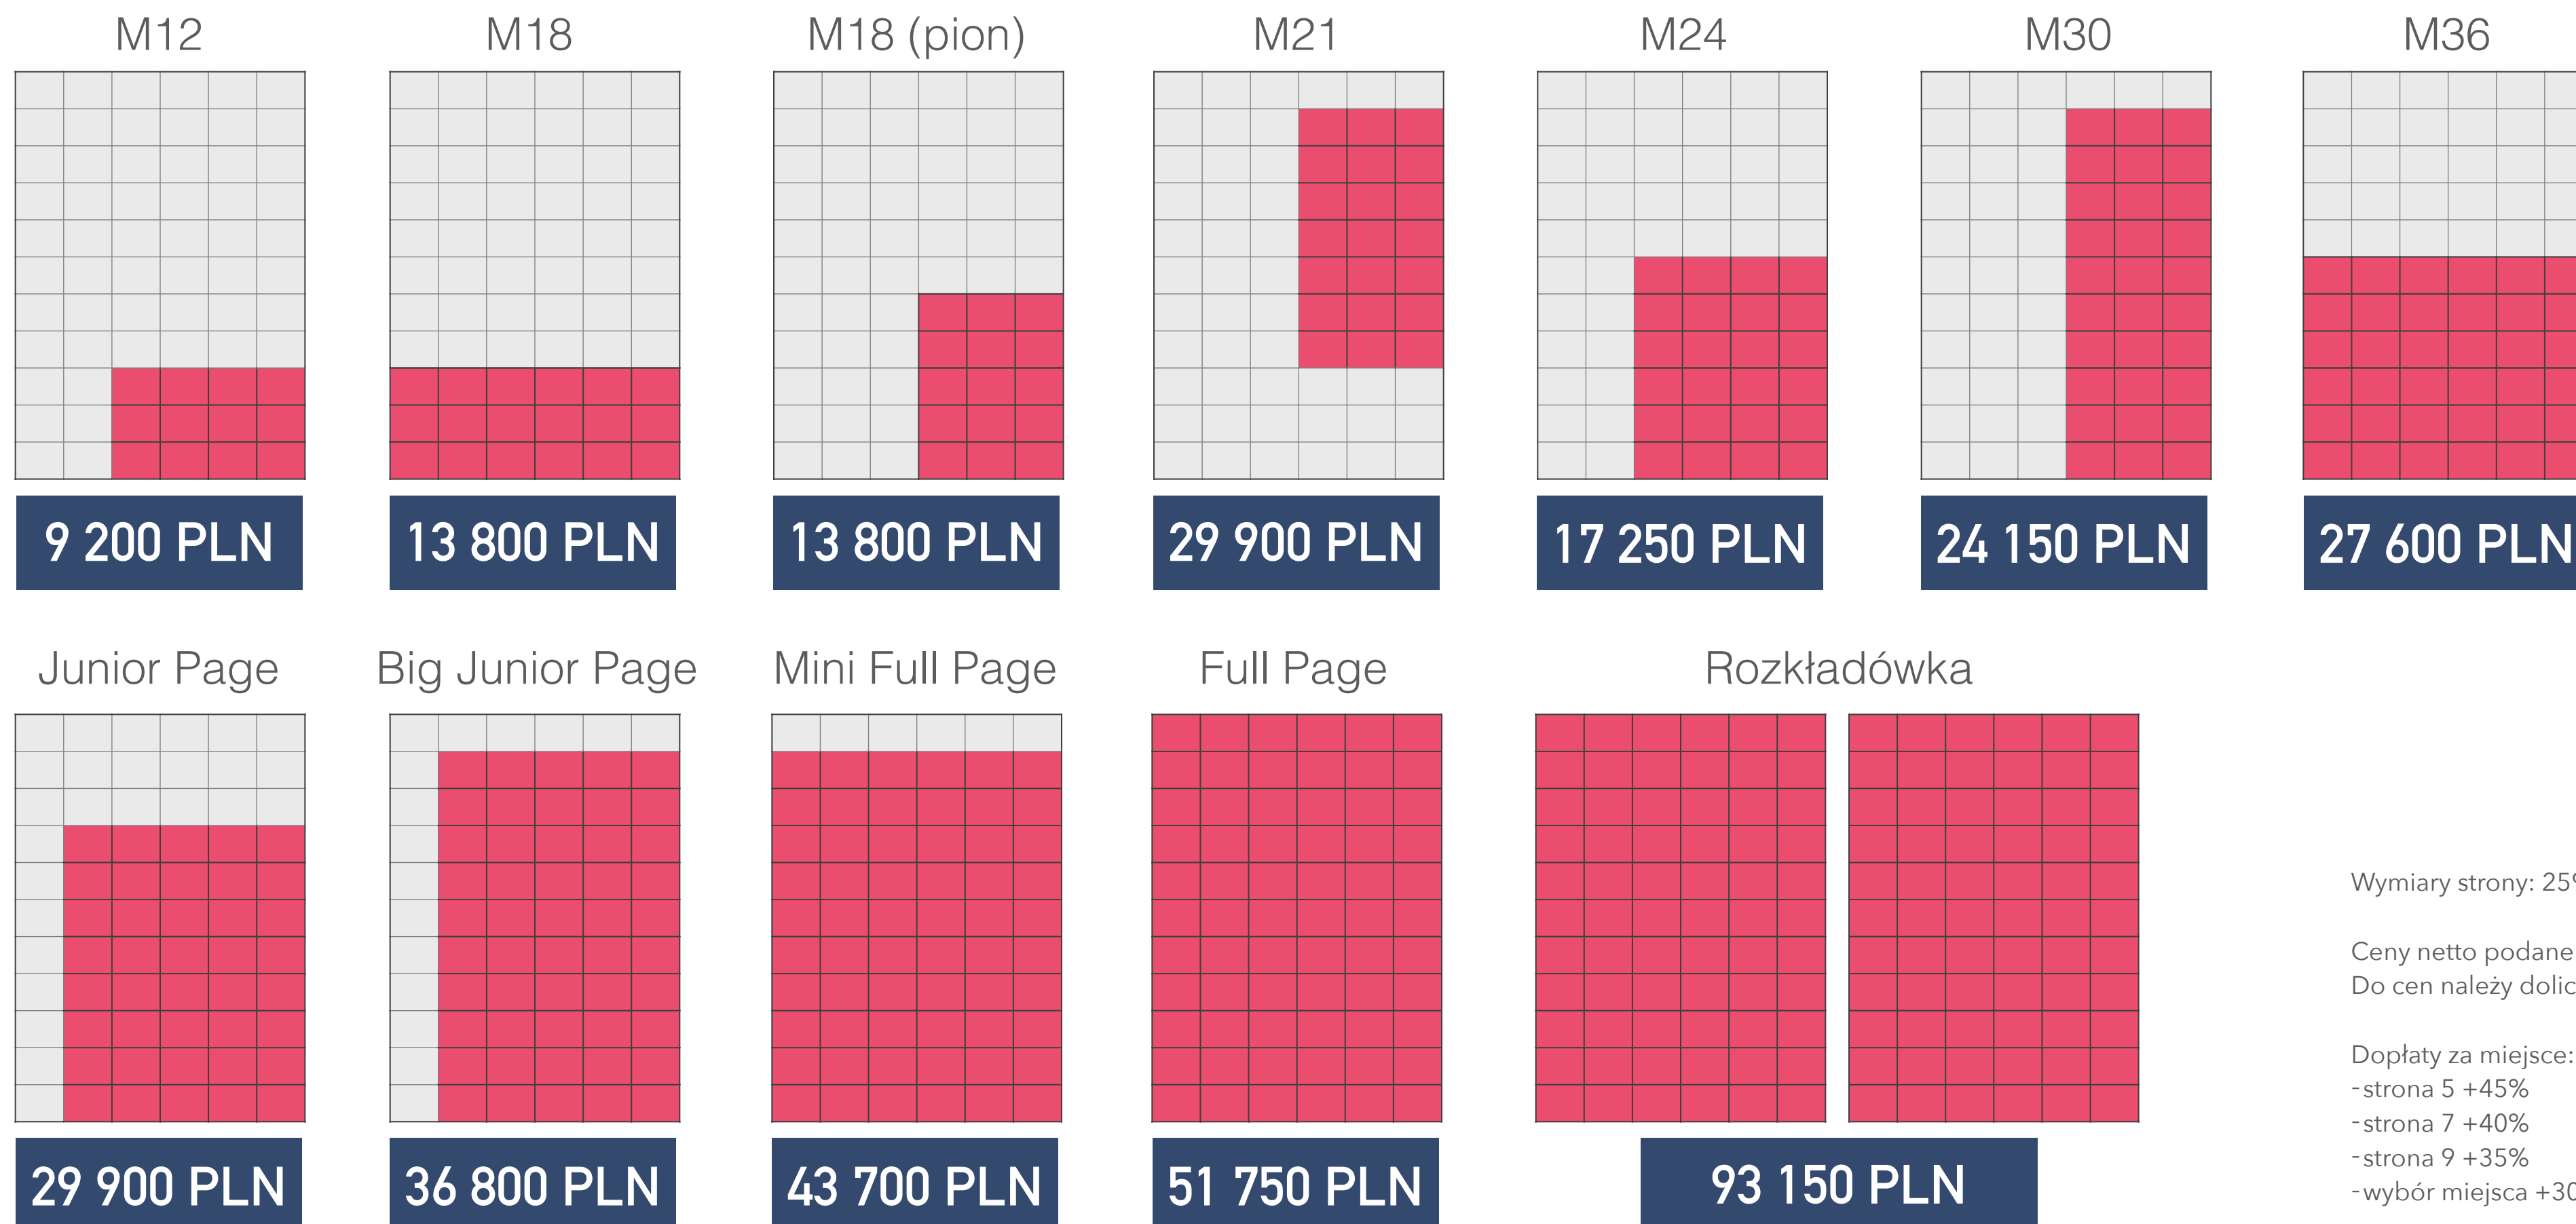 M12
M18
M18 (pion)
M21
M24
M30
M36
9 200 PLN
13 800 PLN
13 800 PLN
29 900 PLN
17 250 PLN
24 150 PLN
27 600 PLN
Junior Page
Big Junior Page
Mini Full Page
Full Page
Rozkładówka
29 900 PLN
36 800 PLN
43 700 PLN
51 750 PLN
93 150 PLN
Wymiary strony:
Ceny netto podane
Do cen należy
Dopłaty za miejsce:
-strona 5 +45%
-strona 7 +40%
-strona 9 +35%
-wybór miejsca +30